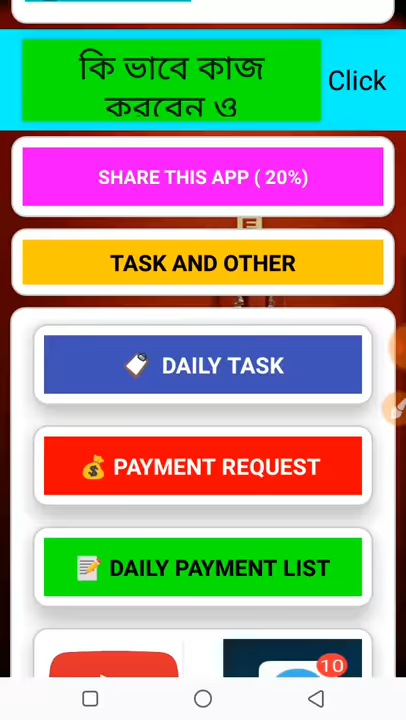 কি ভাবে কাজ
করবেন ও
Click
SHARE THIS APP ( 20%)
TASK AND OTHER
DAILY TASK
PAYMENT REQUEST
DAILY PAYMENT LIST
10